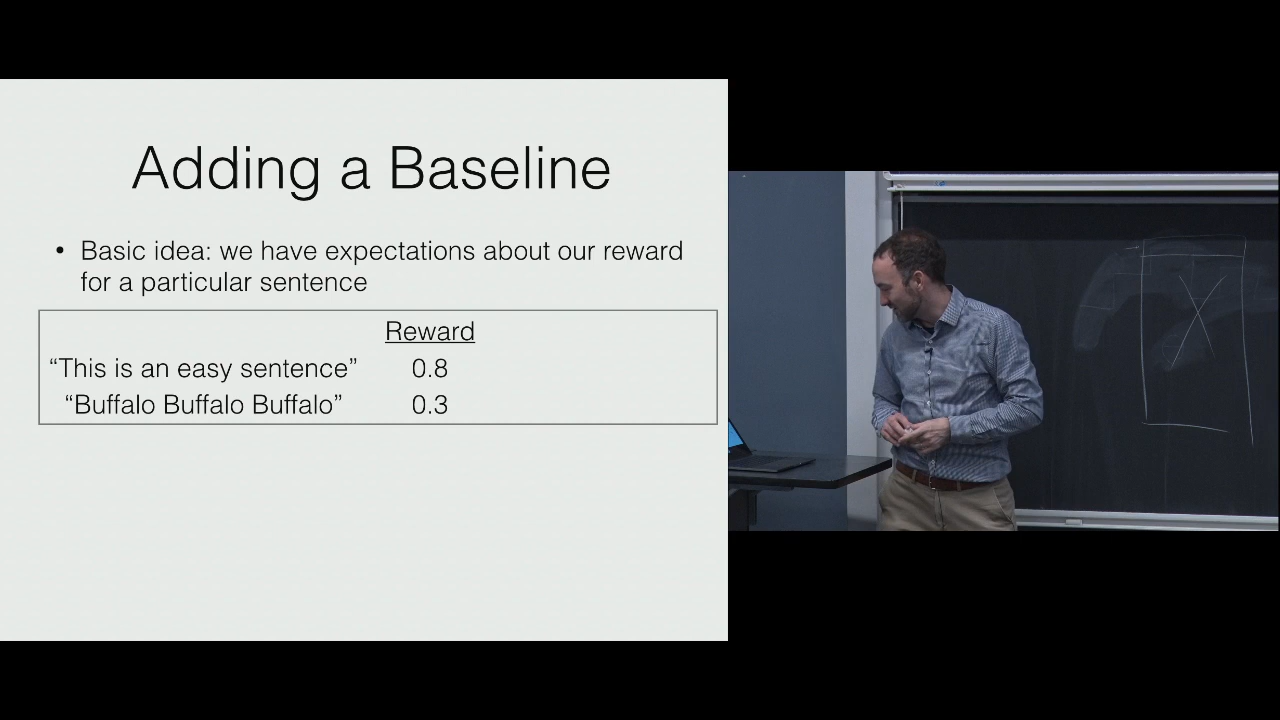 Adding a Baseline
• Basic idea: we have expectations about our reward
for a particular sentence
Reward
“This is an easy sentence” 0.8
“Buffalo Buffalo Buffalo” 0.3